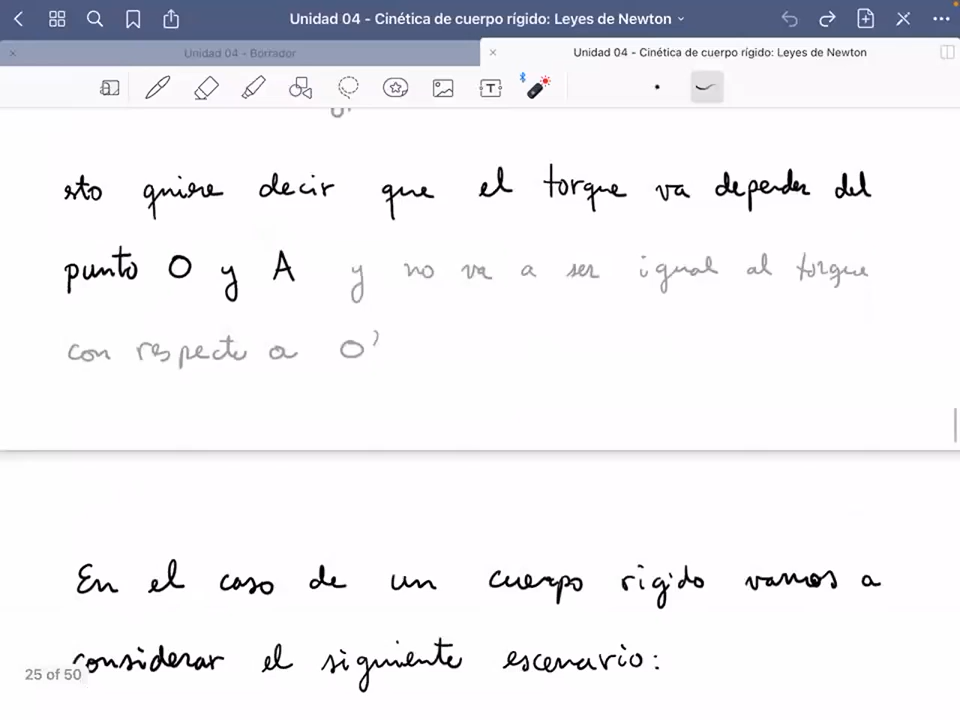 Unidad 04 - Cinética de cuerpo rígido: Leyes de Newton
Unidad 04 - Borrador
Unidad 04 - Cinética de cuerpo rígido: Leyes de Newton
sto quiere decir que el torque va depender del
punto O y A y no va a ser igual al torque
con respecto a O'
En el caso de un cuerpo rigido vamos a
considerar el siguiente escenario:
25 of 50